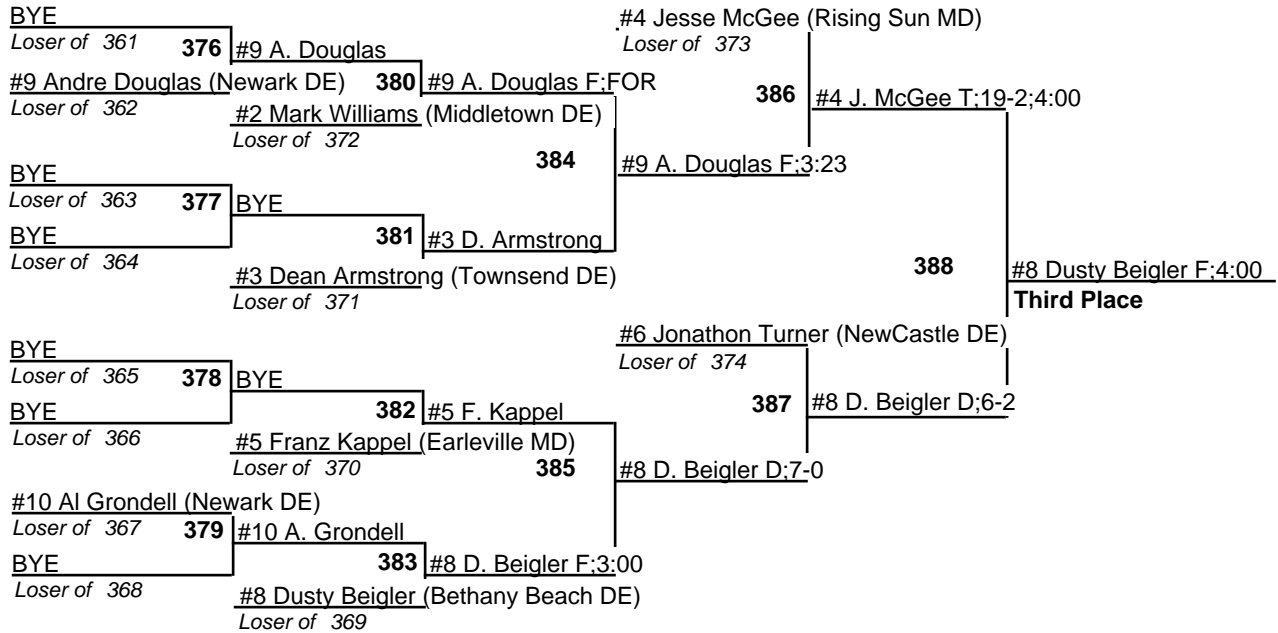 BYE
Loser of 361
376
#9 A. Douglas
#9 Andre Douglas (Newark DE)
Loser of 362
380
#9 A. Douglas F;FOR
#2 Mark Williams (Middletown DE)
Loser of 372
384
#9 A. Douglas F;3:23
BYE
Loser of 363
377
BYE
BYE
Loser of 364
381
#3 D. Armstrong
#3 Dean Armstrong (Townsend DE)
Loser of 371
#4 Jesse McGee (Rising Sun MD)
Loser of 373
386
#4 J. McGee T;19-2;4:00
388
#8 Dusty Beigler F;4:00
Third Place
BYE
Loser of 365
378
BYE
BYE
Loser of 366
382
#5 F. Kappel
#5 Franz Kappel (Earleville MD)
Loser of 370
385
#8 D. Beigler D;7-0
#6 Jonathon Turner (NewCastle DE)
Loser of 374
387
#8 D. Beigler D;6-2
#10 Al Grondell (Newark DE)
Loser of 367
379
#10 A. Grondell
BYE
Loser of 368
383
#8 D. Beigler F;3:00
#8 Dusty Beigler (Bethany Beach DE)
Loser of 369